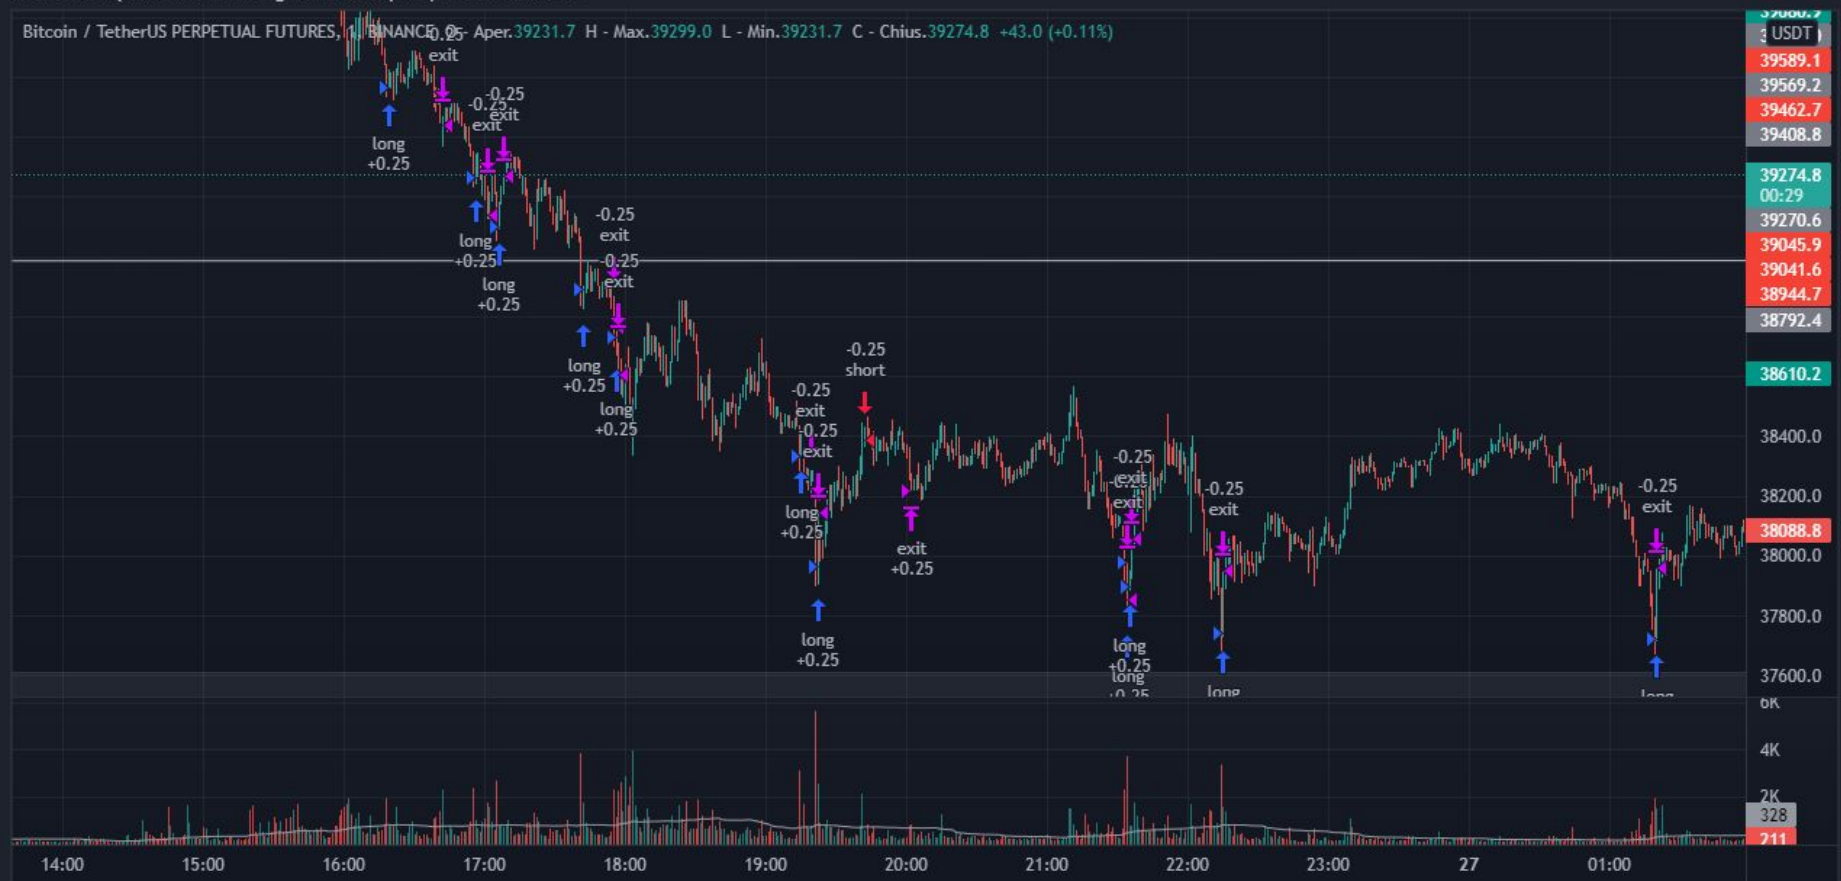 Bitcoin / TetherUS PERPETUAL FUTURES, 1, BINANCE O - Aper.39231.7 H - Max.39299.0 L - Min.39231.7 C - Chius.39274.8 +43.0 (+0.11%)
USDT
39589.1
39569.2
39462.7
39408.8
39274.8
00:29
39270.6
39045.9
39041.6
38944.7
38792.4
38610.2
38400.0
38200.0
38088.8
38000.0
37800.0
37600.0
6K
4K
2K
328
211
-0.25
exit
long
+0.25
-0.25
exit
-0.25
exit
long
+0.25
long
+0.25
-0.25
exit
-0.25
exit
long
+0.25
long
+0.25
-0.25
exit
-0.25
exit
long
+0.25
long
+0.25
-0.25
short
exit
+0.25
-0.25
exit
exit
long
+0.25
long
+0.25
-0.25
exit
long
-0.25
exit
long
14:00 15:00 16:00 17:00 18:00 19:00 20:00 21:00 22:00 23:00 27 01:00